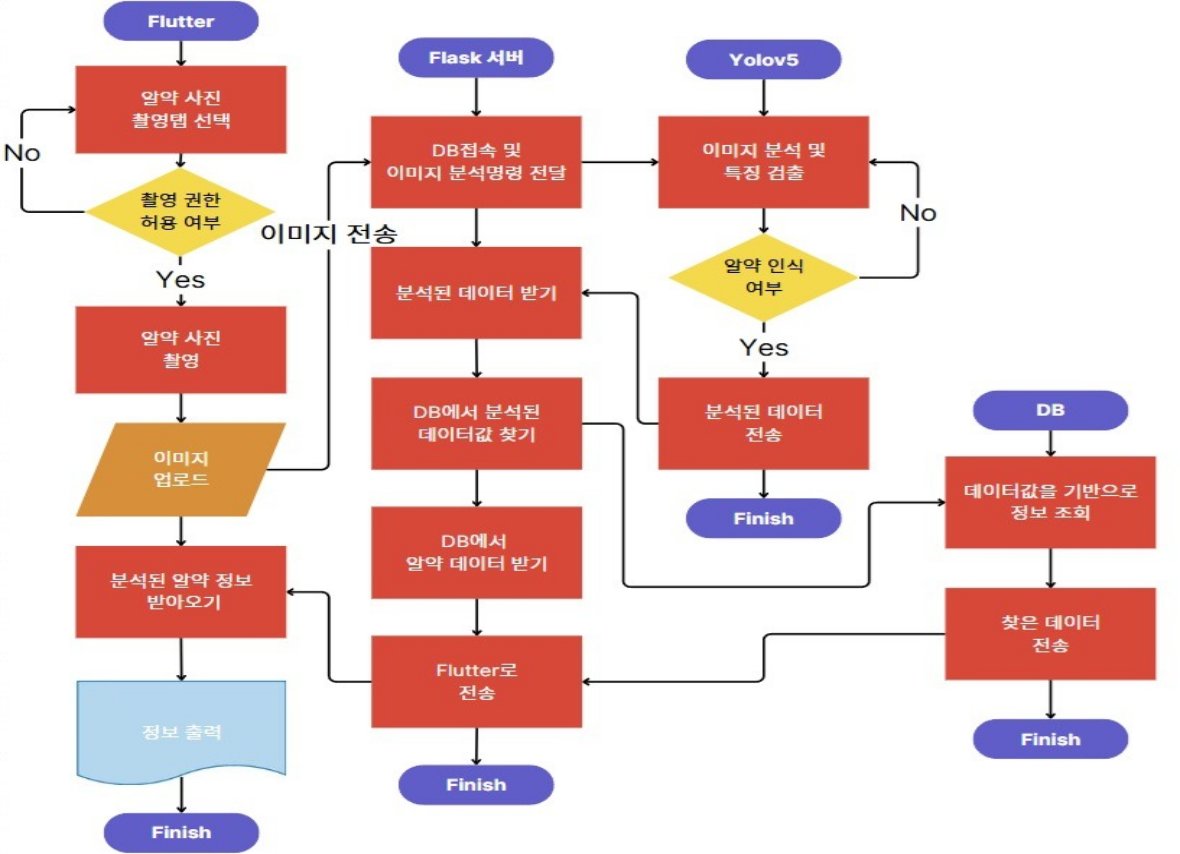 Flutter
알약 사진
촬영탭 선택
No
촬영 권한
허용 여부
Yes
알약 사진
촬영
이미지
업로드
이미지 전송
분석된 알약 정보
받아오기
정보 출력
Finish
Flask 서버
DB접속 및
이미지 분석명령 전달
분석된 데이터 받기
DB에서 분석된
데이터값 찾기
DB에서
알약 데이터 받기
Flutter로
전송
Finish
Yolov5
이미지 분석 및
특징 검출
No
알약 인식
여부
Yes
분석된 데이터
전송
Finish
DB
데이터값을 기반으로
정보 조회
찾은 데이터
전송
Finish